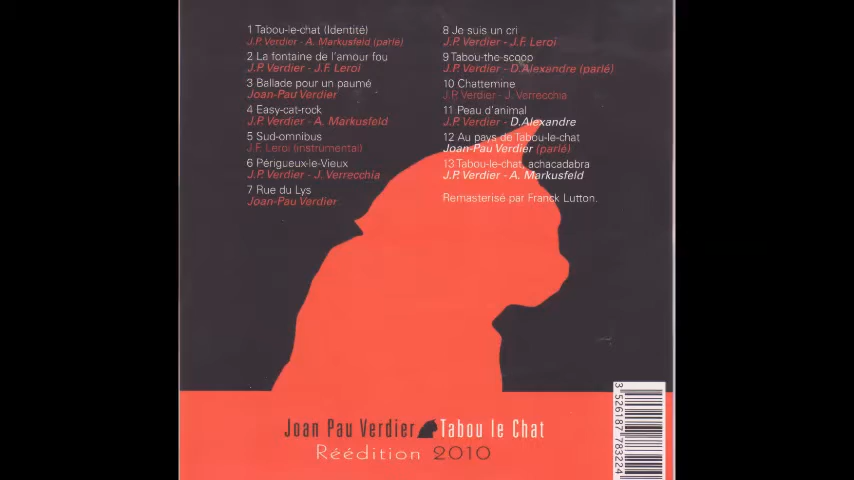 1 Tabou-le-chat (Identité)
J.P. Verdier - A. Markusfeld (parlé)
2 La fontaine de l'amour fou
J.P. Verdier - J.F. Leroi
3 Ballade pour un paumé
Joan-Pau Verdier
4 Easy-cat-rock
J.P. Verdier - A. Markusfeld
5 Sud-omnibus
J.F. Leroi (instrumental)
6 Périgueux-le-Vieux
J.P. Verdier - J. Verrecchia
7 Rue du Lys
Joan-Pau Verdier
8 Je suis un cri
J.P. Verdier - J.F. Leroi
9 Tabou-the-scoop
J.P. Verdier - D.Alexandre (parlé)
10 Chattemine
J.P. Verdier - J. Verrecchia
11 Peau d'animal
J.P. Verdier - D.Alexandre
12 Au pays de Tabou-le-chat
Joan-Pau Verdier (parlé)
13 Tabou-le-chat, achacadabra
J.P. Verdier - A. Markusfeld
Remasterisé par Franck Lutton.
Joan Pau Verdier Tabou le Chat
Réédition 2010
3 526187 783224